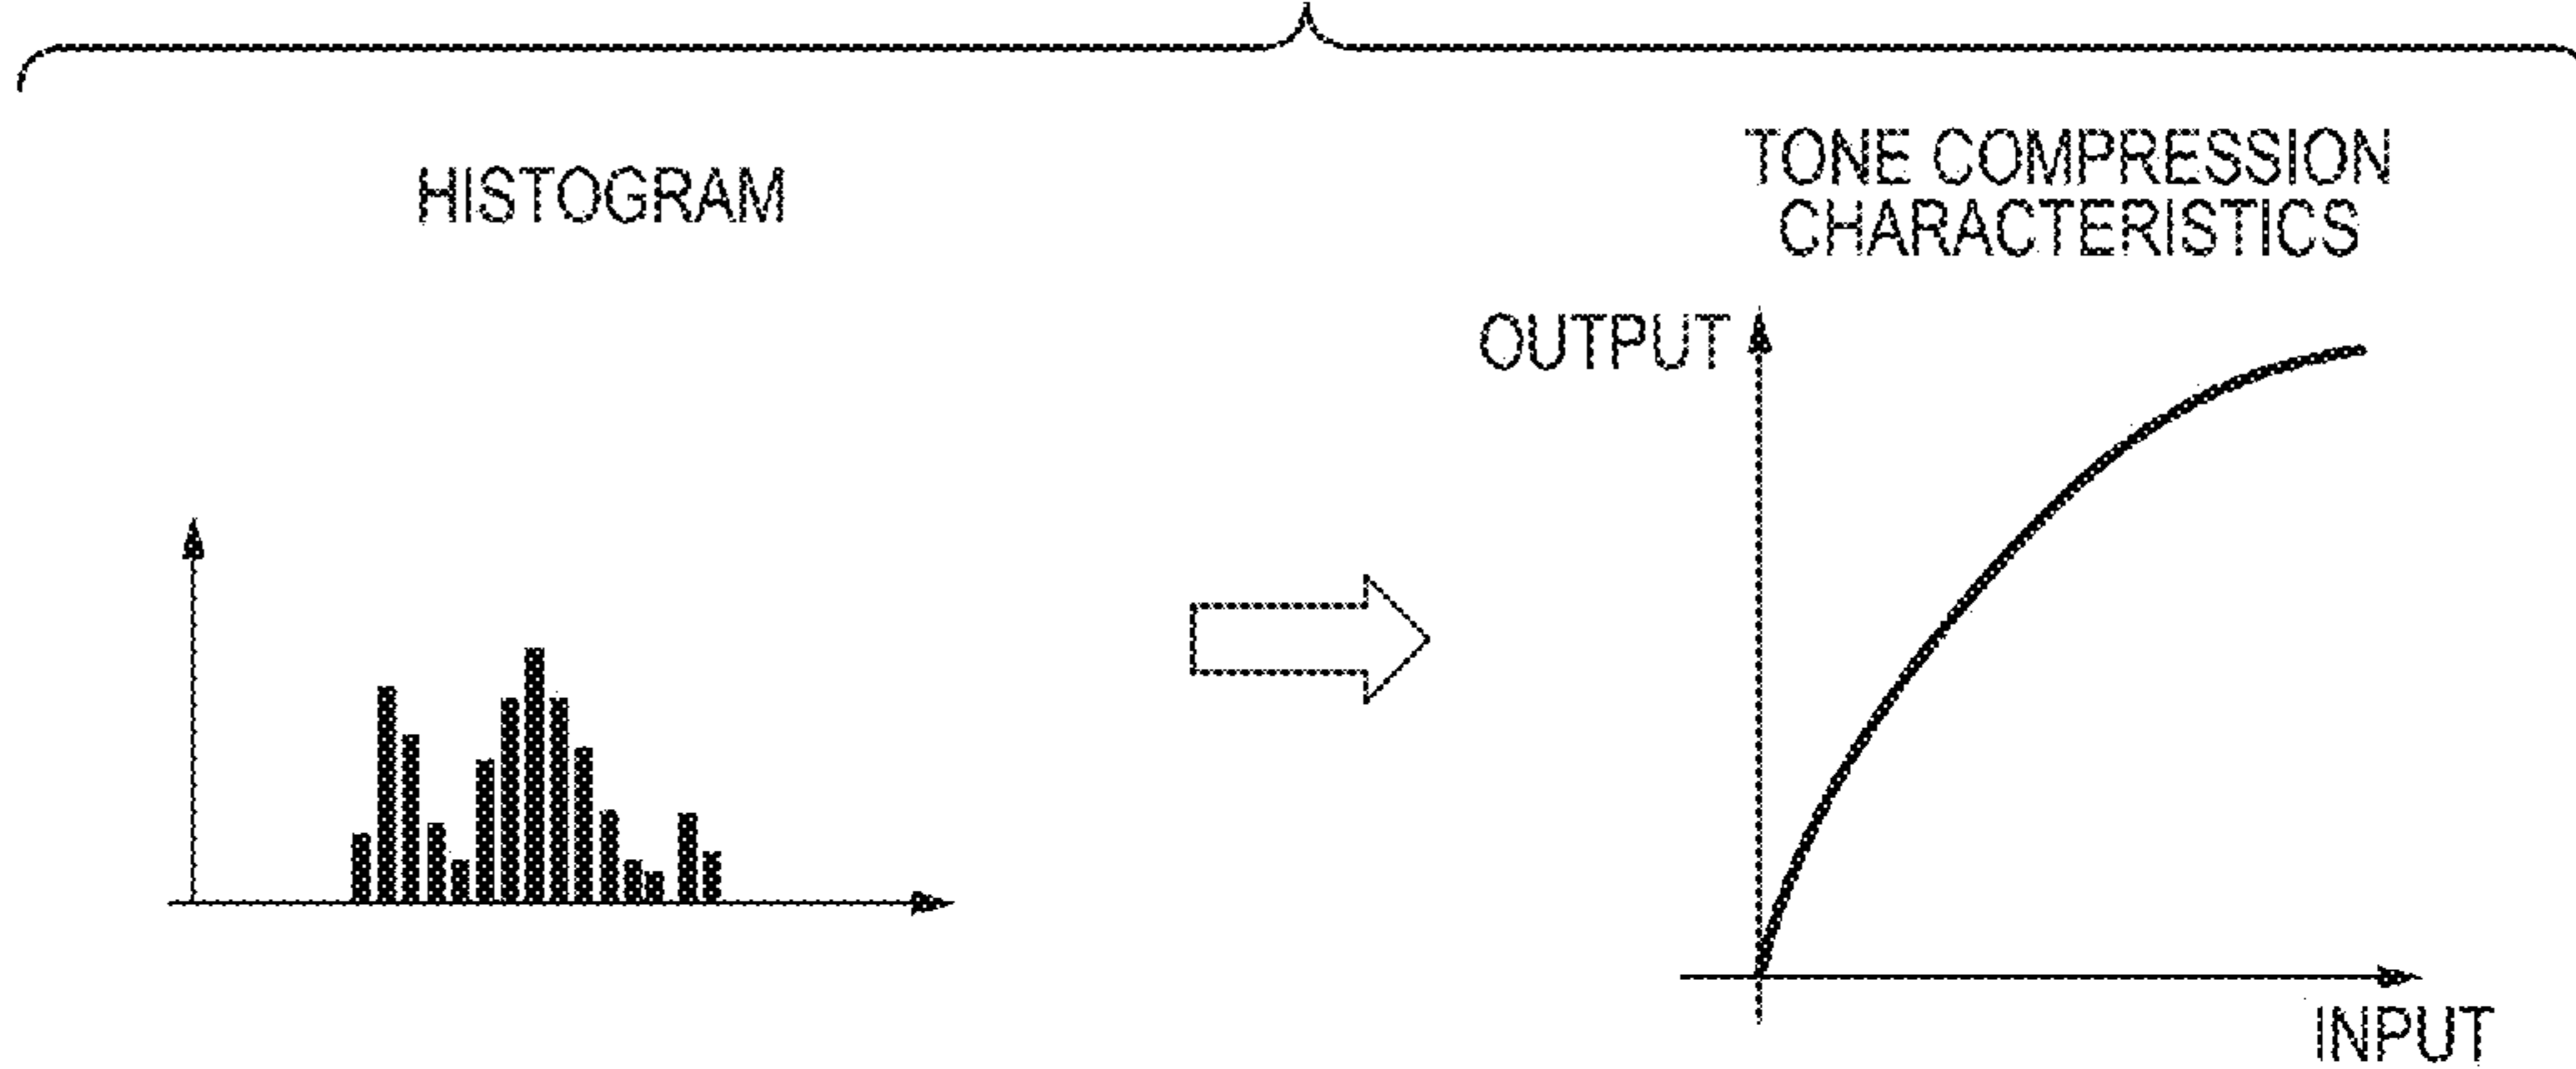 HISTOGRAM
TONE COMPRESSION
CHARACTERISTICS
OUTPUT
INPUT